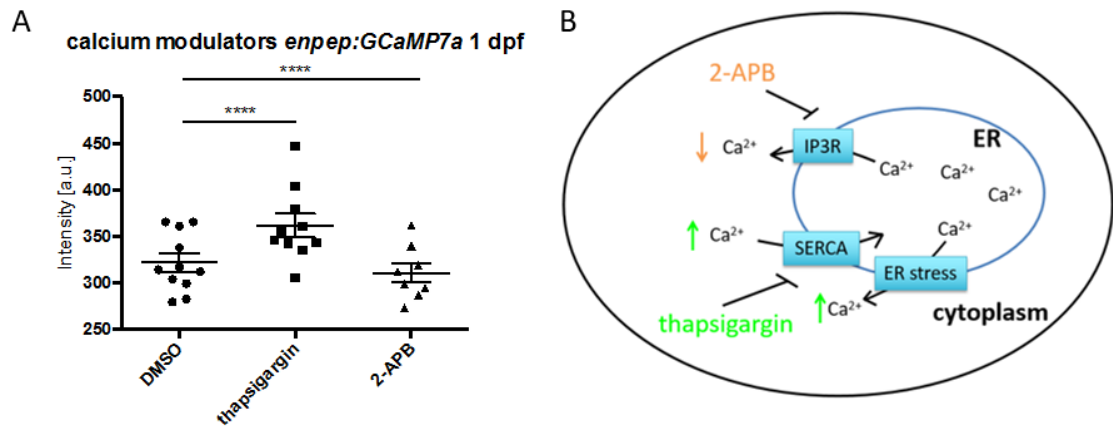 A
calcium modulators enpep:GCaMP7a 1 dpf
****
****
500
450
400
350
300
250
Intensity [a.u.]
DMSO
thapsigargin
2-APB
B
2-APB
ER
IP3R
Ca²⁺
Ca²⁺
Ca²⁺
Ca²⁺
Ca²⁺
Ca²⁺
SERCA
ER stress
Ca²⁺
thapsigargin
cytoplasm